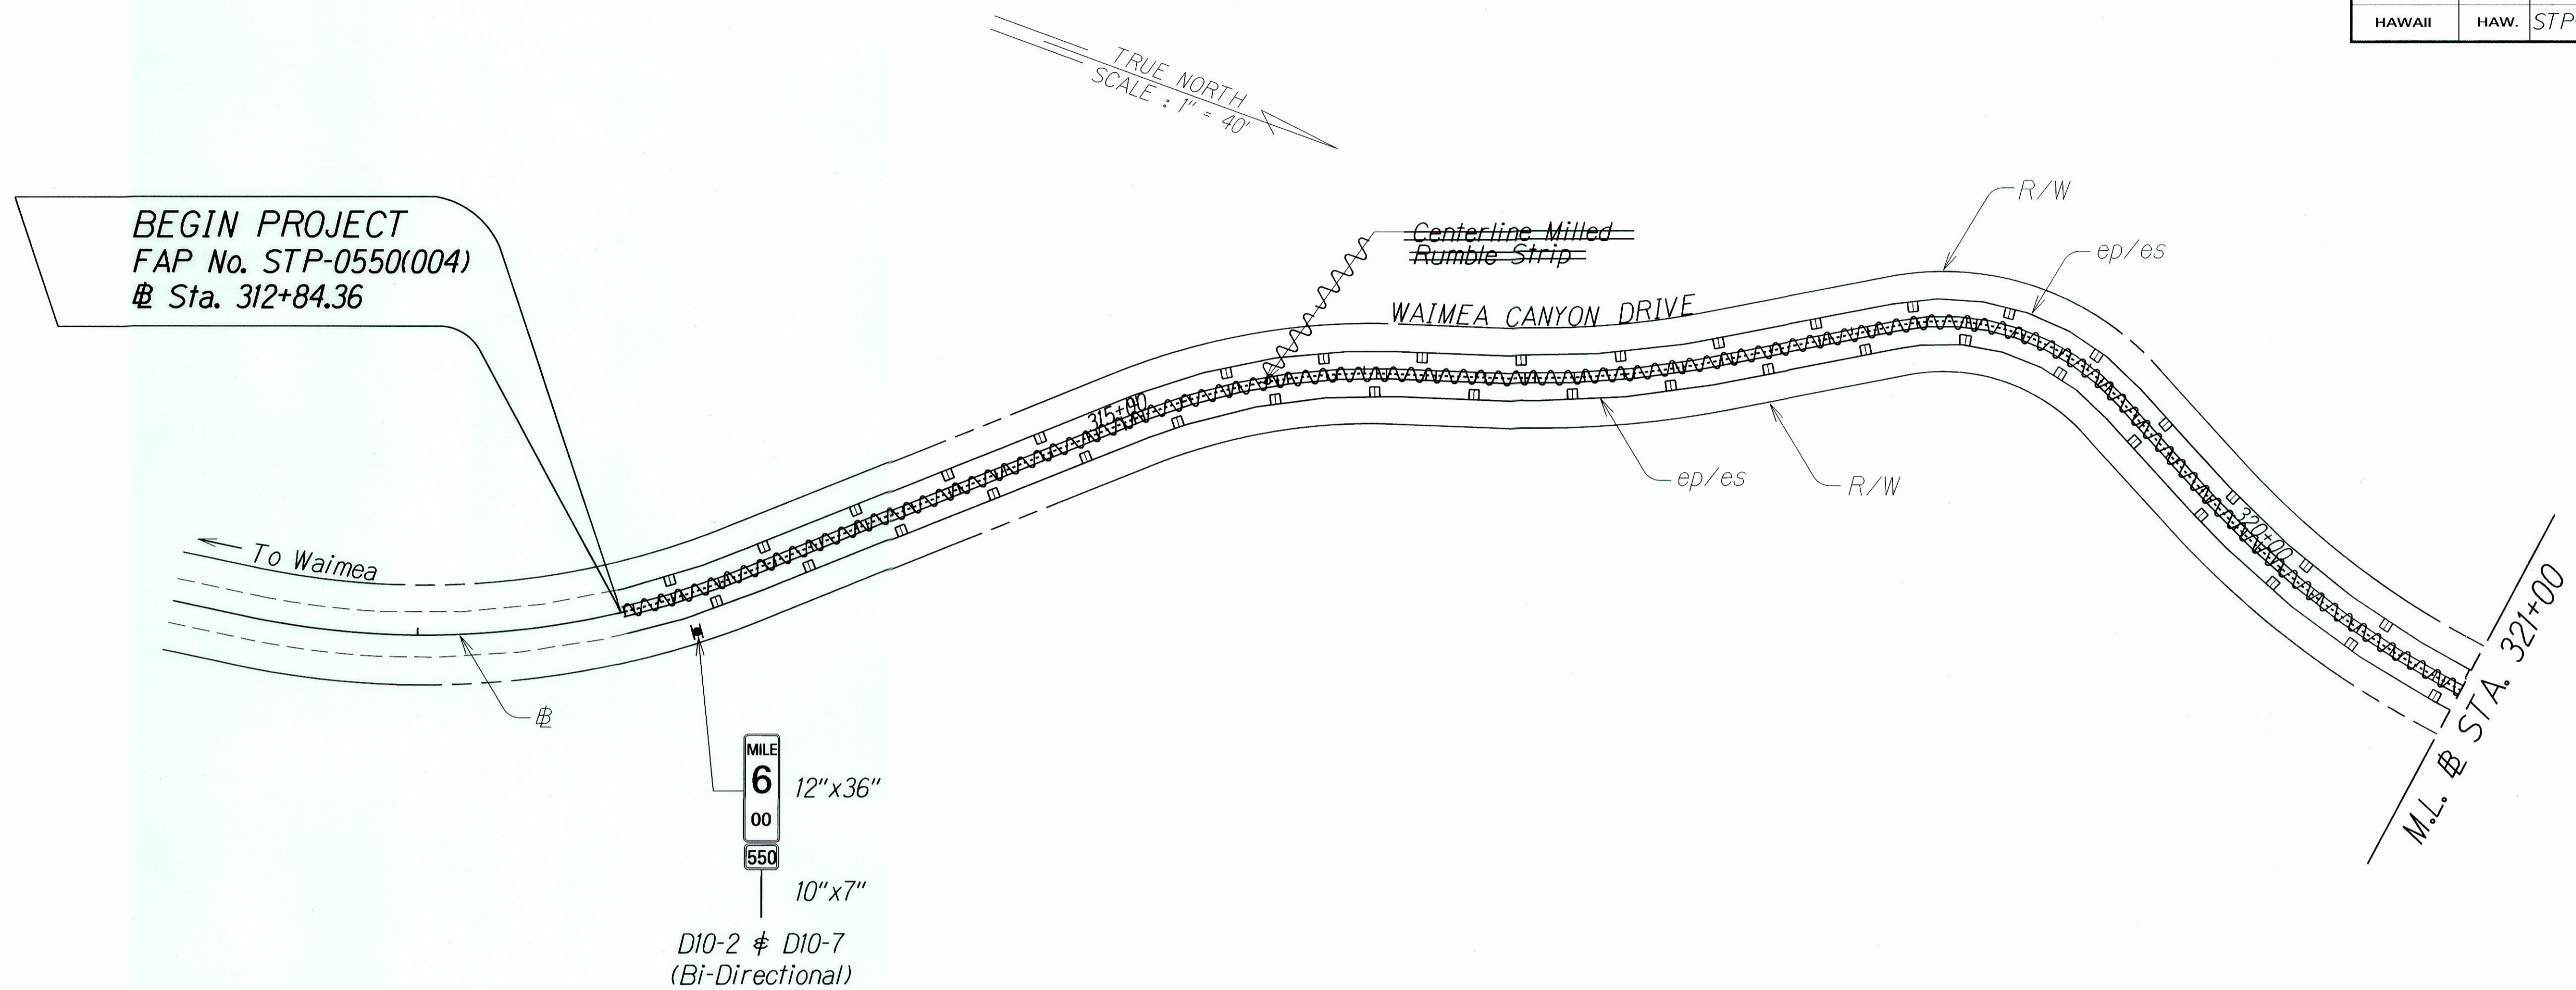 HAWAII HAW. STP
TRUE NORTH
SCALE : 1" = 40'
BEGIN PROJECT
FAP No. STP-0550(004)
℄ Sta. 312+84.36
Centerline Milled
Rumble Strip
R/W
ep/es
WAIMEA CANYON DRIVE
315+00
ep/es
R/W
To Waimea
320+00
M.L. ℄ STA. 321+00
MILE
6
00
12"x36"
550
10"x7"
D10-2 & D10-7
(Bi-Directional)